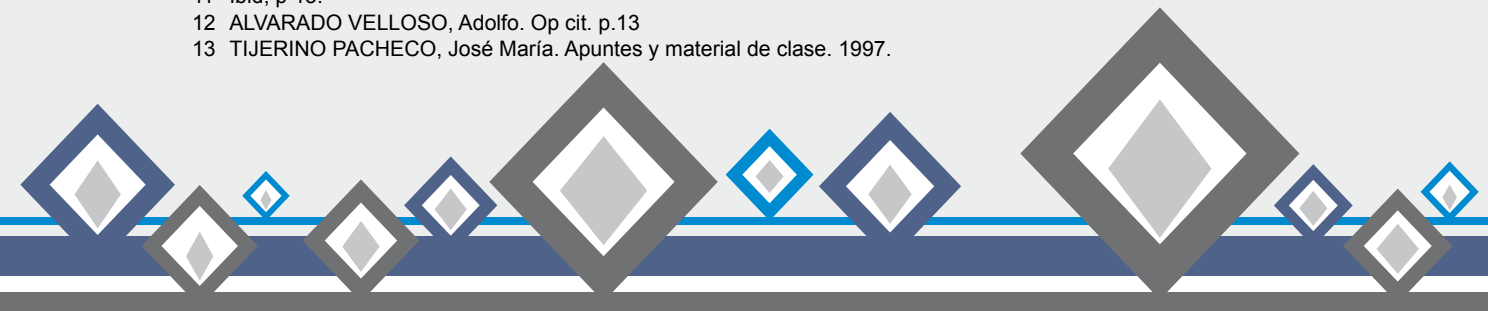 12 ALVARADO VELLOSO, Adolfo. Op cit. p.13
13 TIJERINO PACHECO, José María. Apuntes y material de clase. 1997.